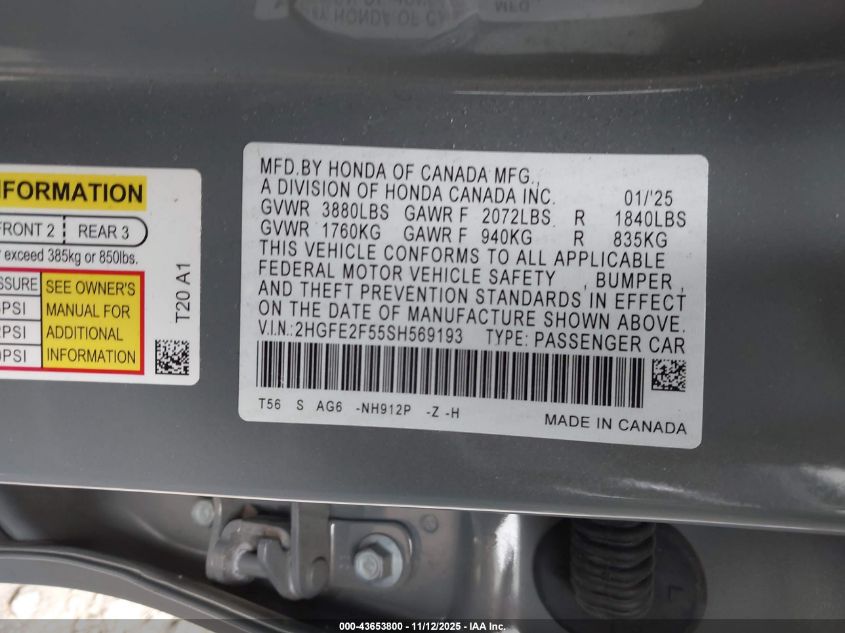 MFD.BY HONDA OF CANADA MFG.,
A DIVISION OF HONDA CANADA INC. 01/'25
GVWR 3880LBS GAWR F 2072LBS R 1840LBS
GVWR 1760KG GAWR F 940KG R 835KG
THIS VEHICLE CONFORMS TO ALL APPLICABLE
FEDERAL MOTOR VEHICLE SAFETY , BUMPER ,
AND THEFT PREVENTION STANDARDS IN EFFECT
ON THE DATE OF MANUFACTURE SHOWN ABOVE.
V.I.N.:2HGFE2F55SH569193 TYPE: PASSENGER CAR
T56 S AG6 -NH912P -Z -H
MADE IN CANADA
FRONT 2 REAR 3
exceed 385kg or 850lbs.
SEE OWNER'S
PSI MANUAL FOR
PSI ADDITIONAL
PSI INFORMATION
T20 A1
L
000-43653800 - 11/12/2025 - IAA Inc.